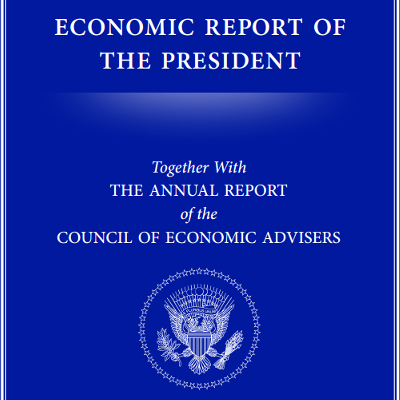 ECONOMIC REPORT OF
THE PRESIDENT
Together With
THE ANNUAL REPORT
of the
COUNCIL OF ECONOMIC ADVISERS